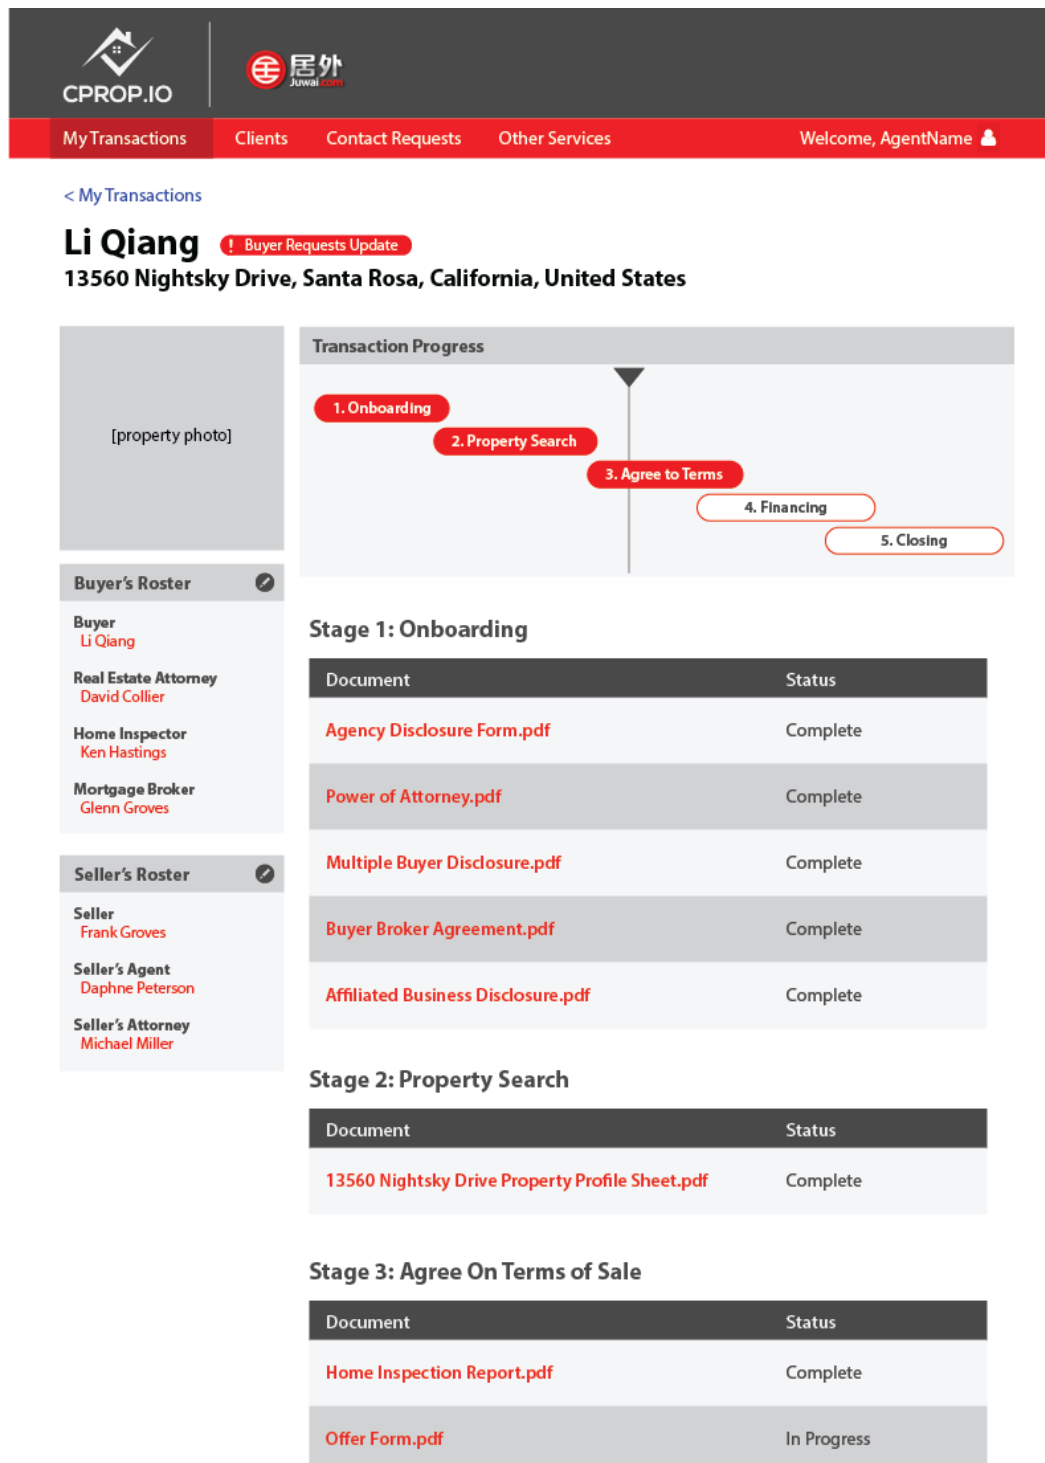 CPROP.IO
居外
Juwai.com
My Transactions
Clients
Contact Requests
Other Services
Welcome, AgentName
< My Transactions
Li Qiang
! Buyer Requests Update
13560 Nightsky Drive, Santa Rosa, California, United States
[property photo]
Transaction Progress
1. Onboarding
2. Property Search
3. Agree to Terms
4. Financing
5. Closing
Buyer's Roster
Buyer
Li Qiang
Real Estate Attorney
David Collier
Home Inspector
Ken Hastings
Mortgage Broker
Glenn Groves
Seller's Roster
Seller
Frank Groves
Seller's Agent
Daphne Peterson
Seller's Attorney
Michael Miller
Stage 1: Onboarding
Document Status
Agency Disclosure Form.pdf Complete
Power of Attorney.pdf Complete
Multiple Buyer Disclosure.pdf Complete
Buyer Broker Agreement.pdf Complete
Affiliated Business Disclosure.pdf Complete
Stage 2: Property Search
Document Status
13560 Nightsky Drive Property Profile Sheet.pdf Complete
Stage 3: Agree On Terms of Sale
Document Status
Home Inspection Report.pdf Complete
Offer Form.pdf In Progress